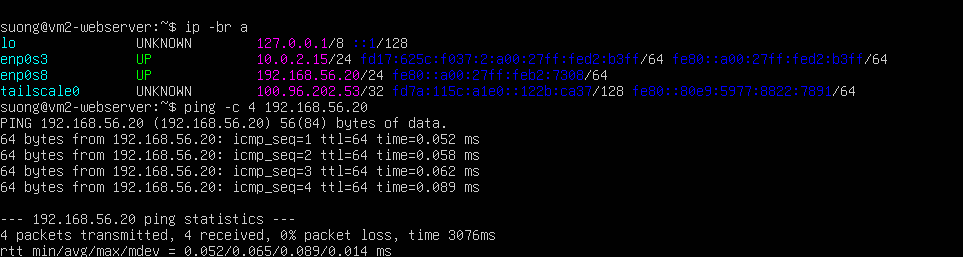 suong@vm2-webserver:~$ ip -br a
lo UNKNOWN 127.0.0.1/8 ::1/128
enp0s3 UP 10.0.2.15/24 fd17:625c:f037:2:a00:27ff:fed2:b3ff/64 fe80::a00:27ff:fed2:b3ff/64
enp0s8 UP 192.168.56.20/24 fe80::a00:27ff:feb2:7308/64
tailscale0 UNKNOWN 100.96.202.53/32 fd7a:115c:a1e0::122b:ca37/128 fe80::80e9:5977:8822:7891/64
suong@vm2-webserver:~$ ping -c 4 192.168.56.20
PING 192.168.56.20 (192.168.56.20) 56(84) bytes of data.
64 bytes from 192.168.56.20: icmp_seq=1 ttl=64 time=0.052 ms
64 bytes from 192.168.56.20: icmp_seq=2 ttl=64 time=0.058 ms
64 bytes from 192.168.56.20: icmp_seq=3 ttl=64 time=0.062 ms
64 bytes from 192.168.56.20: icmp_seq=4 ttl=64 time=0.089 ms
--- 192.168.56.20 ping statistics ---
4 packets transmitted, 4 received, 0% packet loss, time 3076ms
rtt min/avg/max/mdev = 0.052/0.065/0.089/0.014 ms